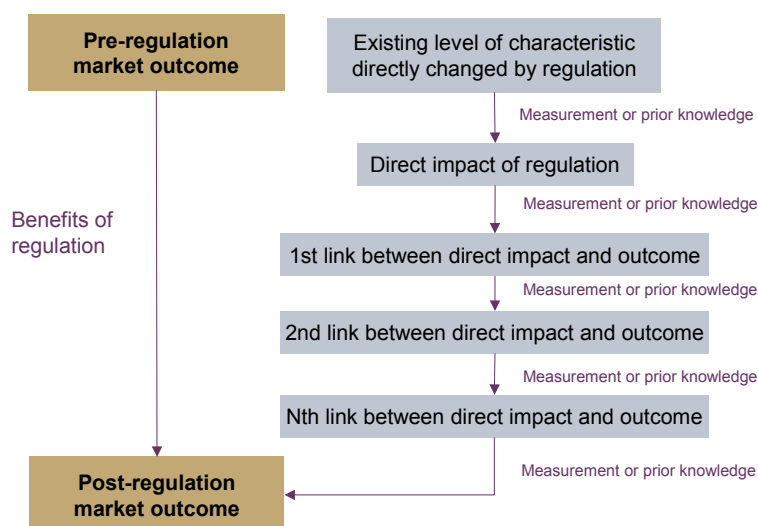 Pre-regulation
market outcome
Existing level of characteristic
directly changed by regulation
Measurement or prior knowledge
Direct impact of regulation
Measurement or prior knowledge
Benefits of
regulation
1st link between direct impact and outcome
Measurement or prior knowledge
2nd link between direct impact and outcome
Measurement or prior knowledge
Nth link between direct impact and outcome
Measurement or prior knowledge
Post-regulation
market outcome